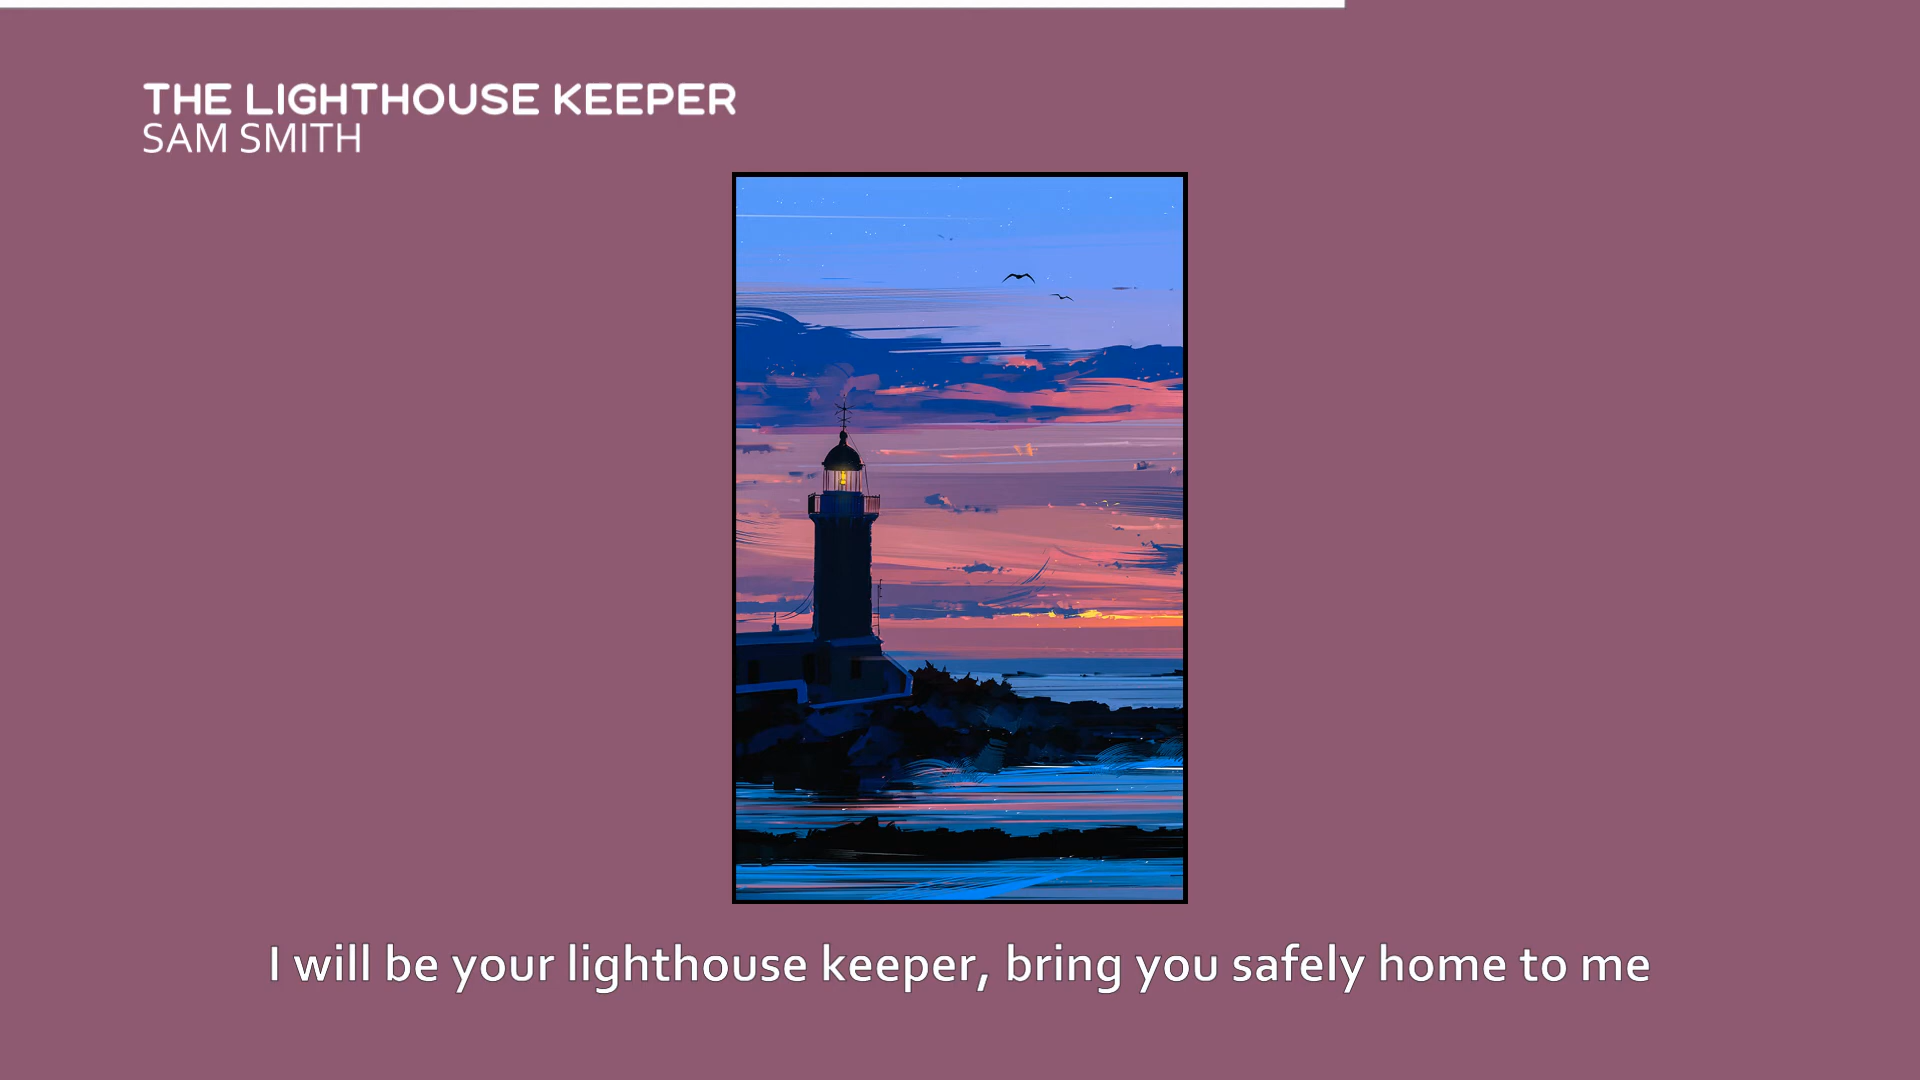 THE LIGHTHOUSE KEEPER
SAM SMITH
I will be your lighthouse keeper, bring you safely home to me